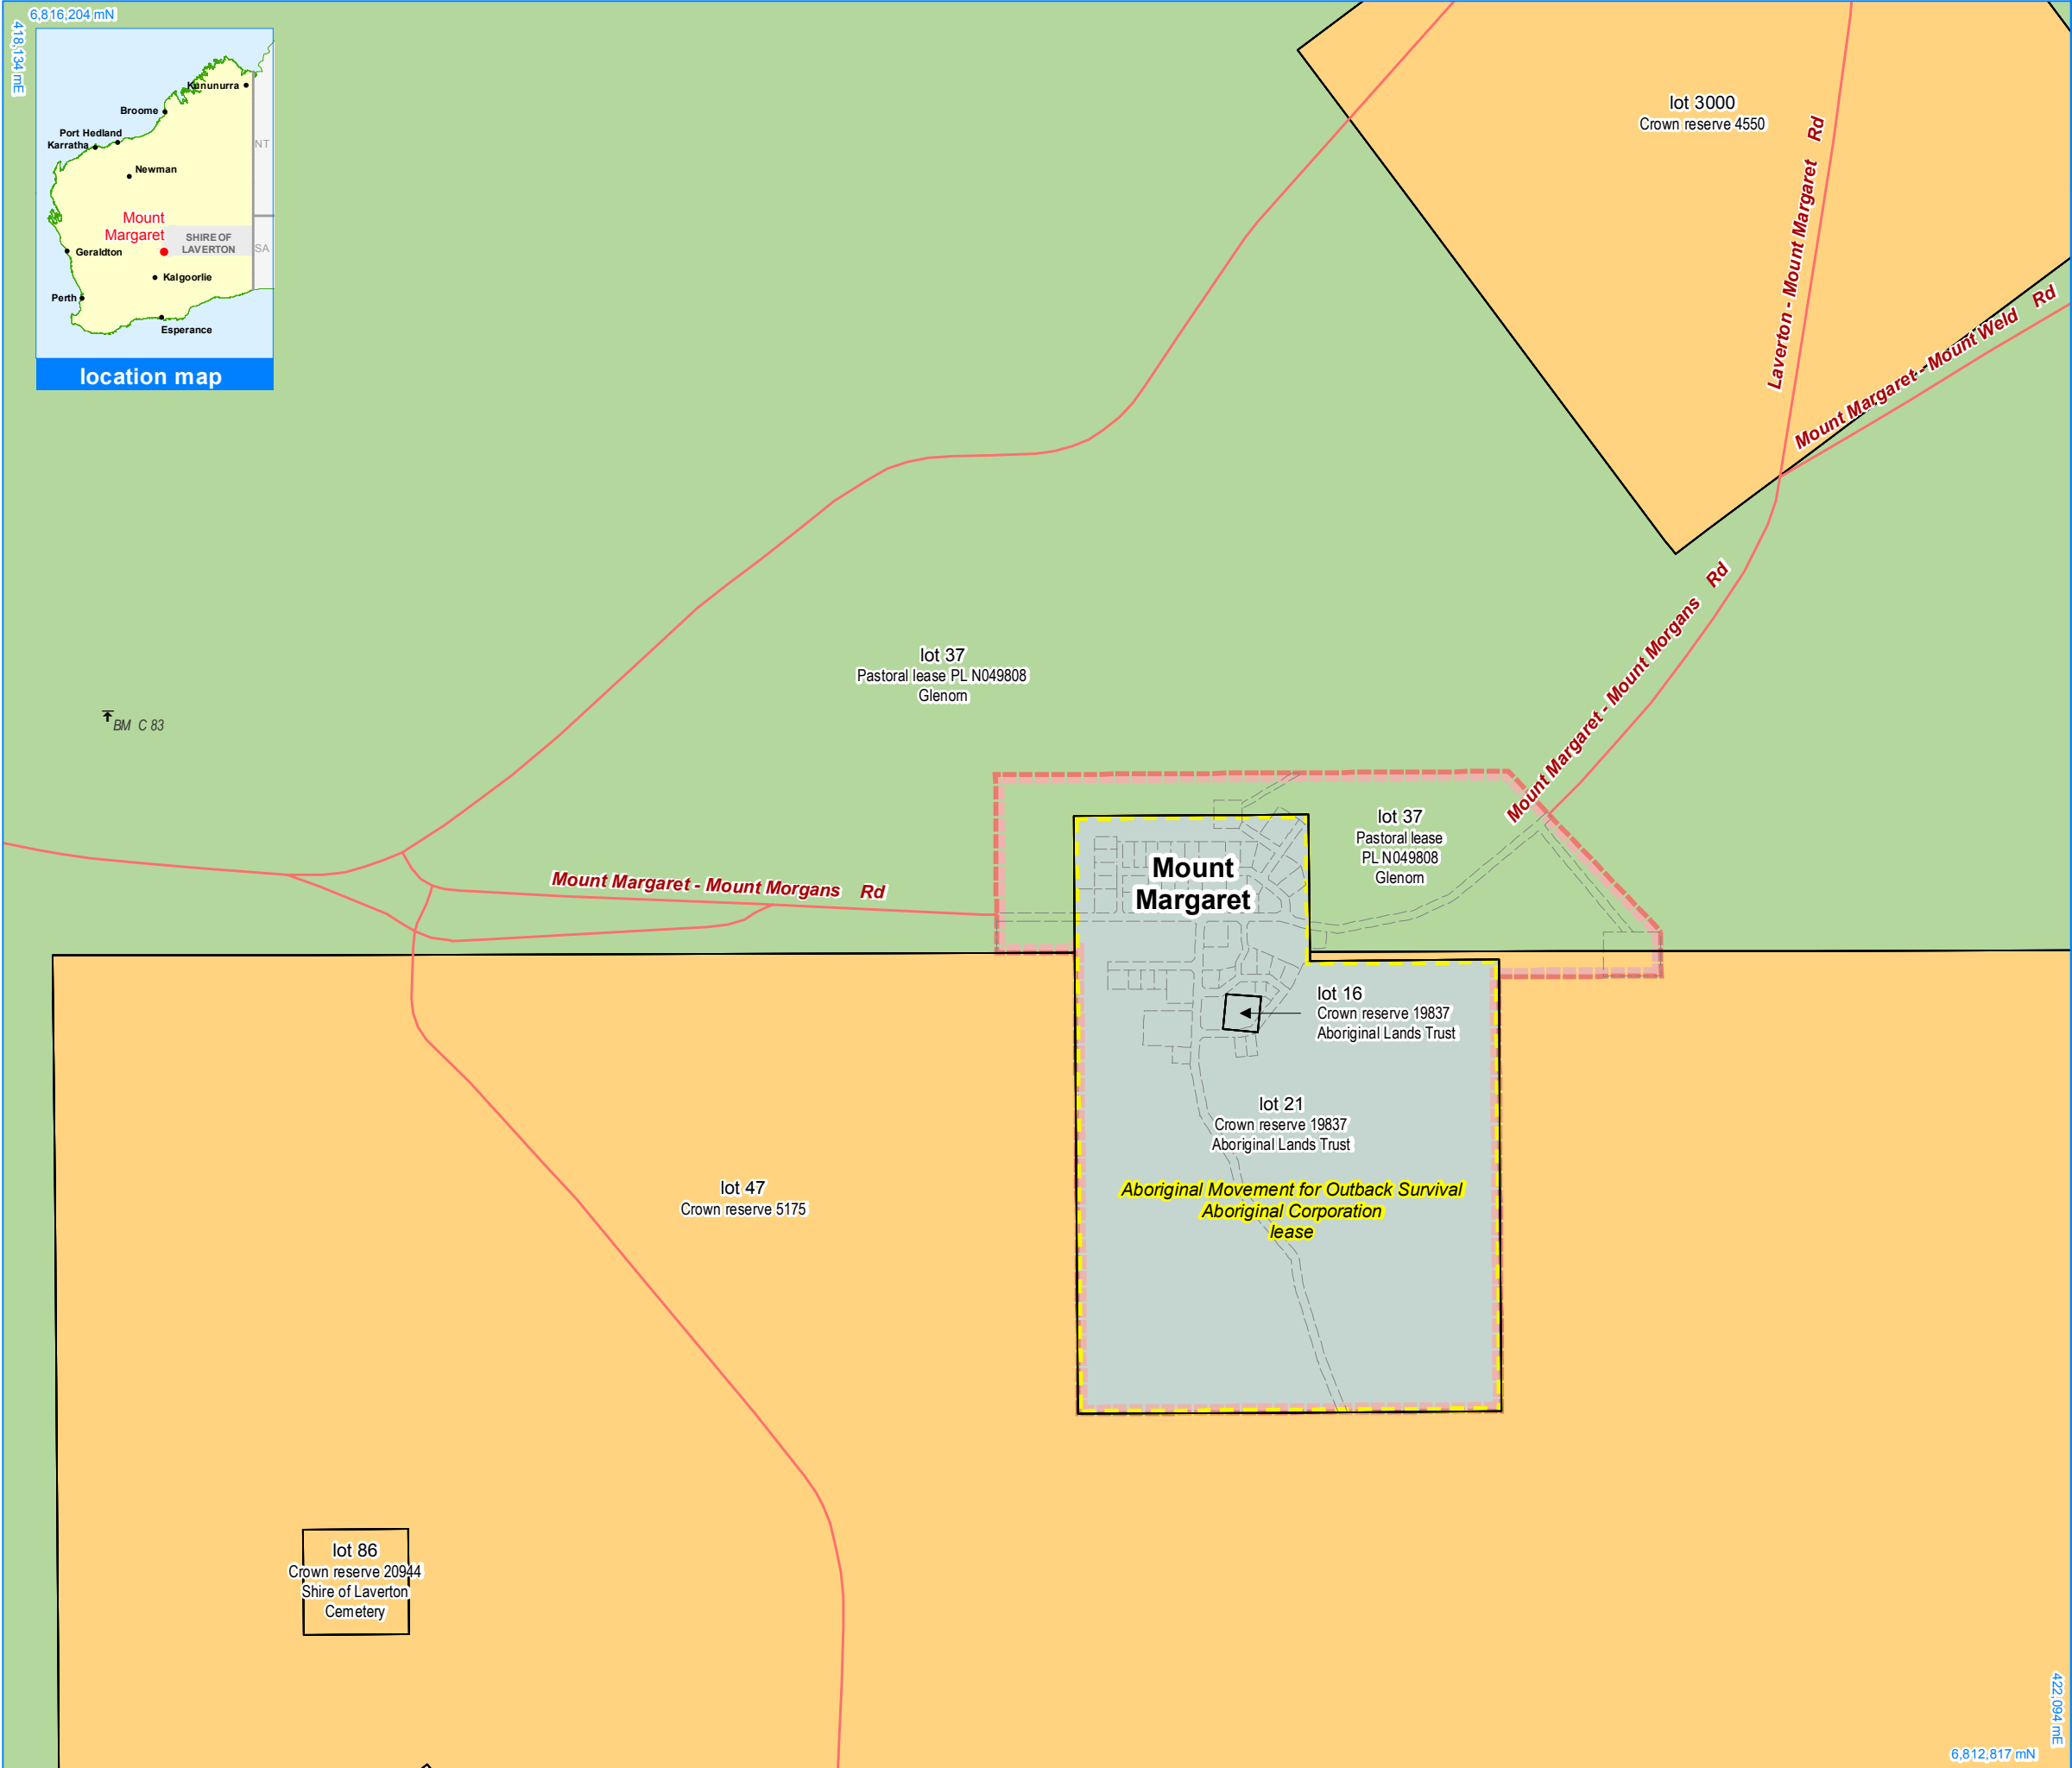 6,816,204 mN
418,134 mE
Kununurra
Broome
Port Hedland
Karratha
NT
Newman
Mount
Margaret
SHIRE OF
LAVERTON
SA
Geraldton
Kalgoorlie
Perth
Esperance
location map
lot 3000
Crown reserve 4550
Laverton - Mount Margaret Rd
Mount Margaret - Mount Weld Rd
Mount Margaret - Mount Morgans Rd
lot 37
Pastoral lease PL N049808
Glenorn
BM C 83
lot 37
Pastoral lease
PL N049808
Glenorn
Mount
Margaret
Mount Margaret - Mount Morgans Rd
lot 16
Crown reserve 19837
Aboriginal Lands Trust
lot 21
Crown reserve 19837
Aboriginal Lands Trust
Aboriginal Movement for Outback Survival
Aboriginal Corporation
lease
lot 47
Crown reserve 5175
lot 86
Crown reserve 20944
Shire of Laverton
Cemetery
422,094 mE
6,812,817 mN